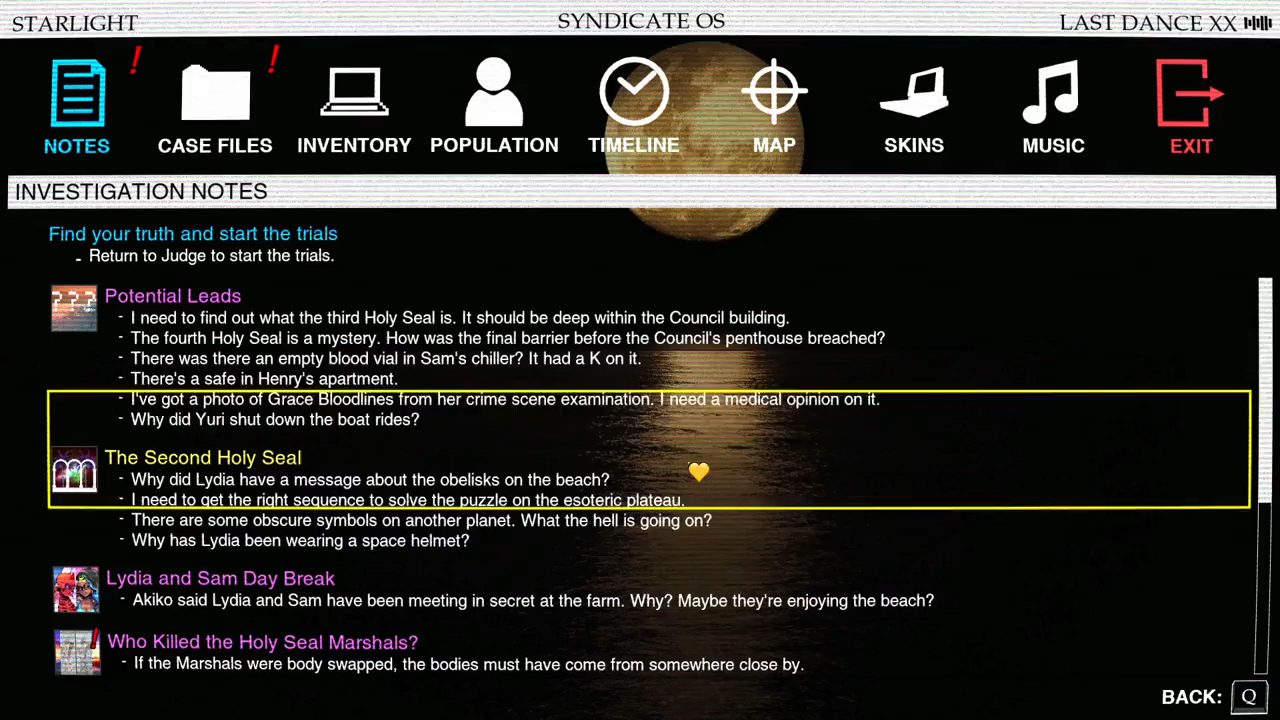 STARLIGHT
SYNDICATE OS
LAST DANCE XX
! !
NOTES CASE FILES INVENTORY POPULATION TIMELINE MAP SKINS MUSIC EXIT
INVESTIGATION NOTES
Find your truth and start the trials
- Return to Judge to start the trials.
Potential Leads
- I need to find out what the third Holy Seal is. It should be deep within the Council building.
- The fourth Holy Seal is a mystery. How was the final barrier before the Council's penthouse breached?
- There was there an empty blood vial in Sam's chiller? It had a K on it.
- There's a safe in Henry's apartment.
- I've got a photo of Grace Bloodlines from her crime scene examination. I need a medical opinion on it.
- Why did Yuri shut down the boat rides?
The Second Holy Seal
- Why did Lydia have a message about the obelisks on the beach?
- I need to get the right sequence to solve the puzzle on the esoteric plateau.
- There are some obscure symbols on another planet. What the hell is going on?
- Why has Lydia been wearing a space helmet?
Lydia and Sam Day Break
- Akiko said Lydia and Sam have been meeting in secret at the farm. Why? Maybe they're enjoying the beach?
Who Killed the Holy Seal Marshals?
- If the Marshals were body swapped, the bodies must have come from somewhere close by.
BACK: Q